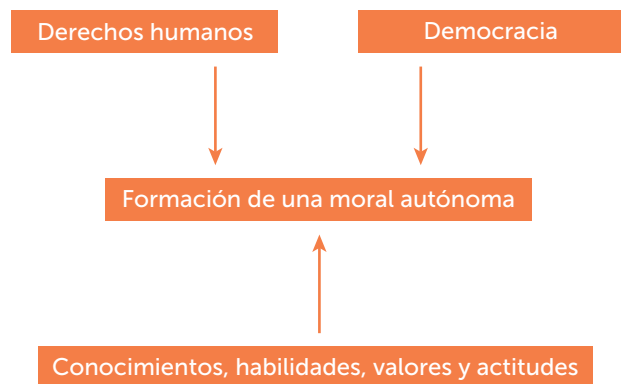 Derechos humanos
Democracia
Formación de una moral autónoma
Conocimientos, habilidades, valores y actitudes